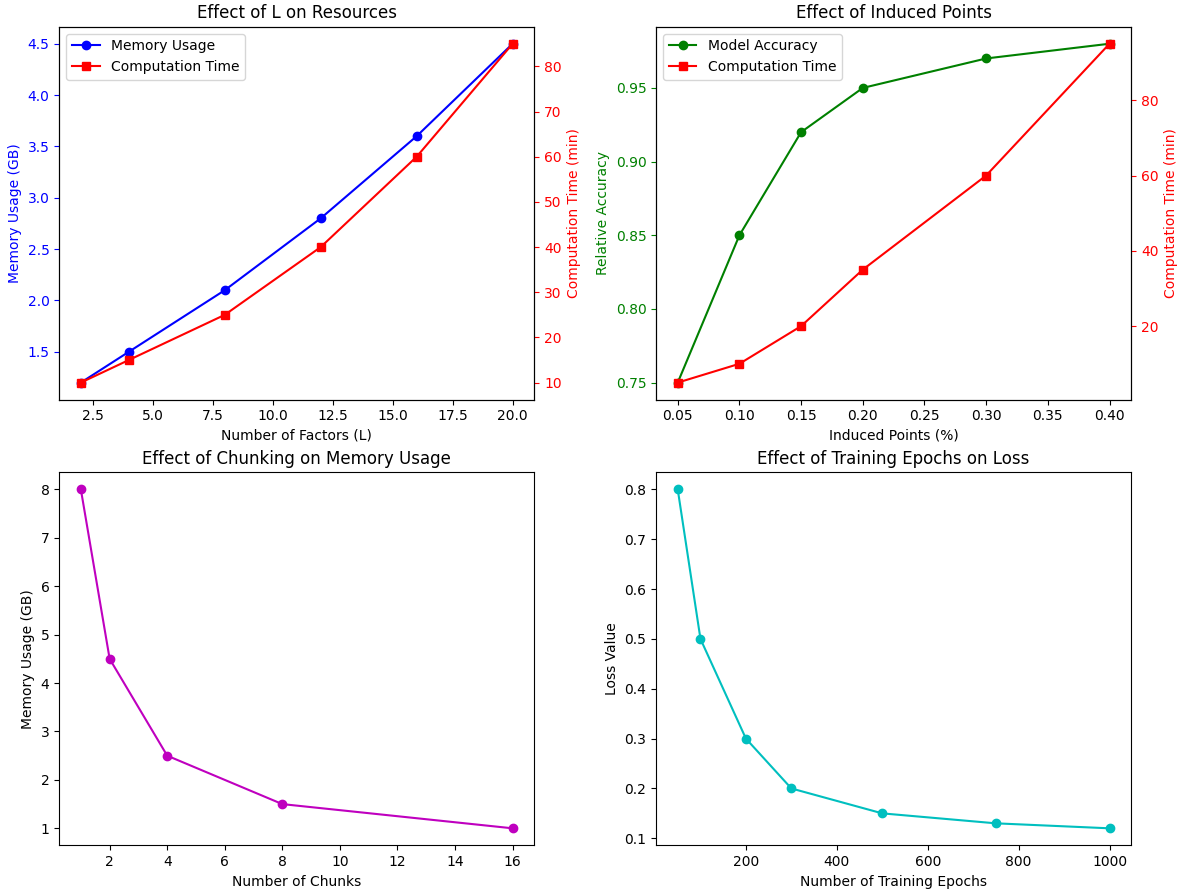 Effect of L on Resources
Memory Usage
Computation Time
4.5
4.0
3.5
3.0
2.5
2.0
1.5
Memory Usage (GB)
80
70
60
50
40
30
20
10
Computation Time (min)
2.5 5.0 7.5 10.0 12.5 15.0 17.5 20.0
Number of Factors (L)
Effect of Induced Points
Model Accuracy
Computation Time
0.95
0.90
0.85
0.80
0.75
Relative Accuracy
80
60
40
20
Computation Time (min)
0.05 0.10 0.15 0.20 0.25 0.30 0.35 0.40
Induced Points (%)
Effect of Chunking on Memory Usage
8
7
6
5
4
3
2
1
Memory Usage (GB)
2 4 6 8 10 12 14 16
Number of Chunks
Effect of Training Epochs on Loss
0.8
0.7
0.6
0.5
0.4
0.3
0.2
0.1
Loss Value
200 400 600 800 1000
Number of Training Epochs